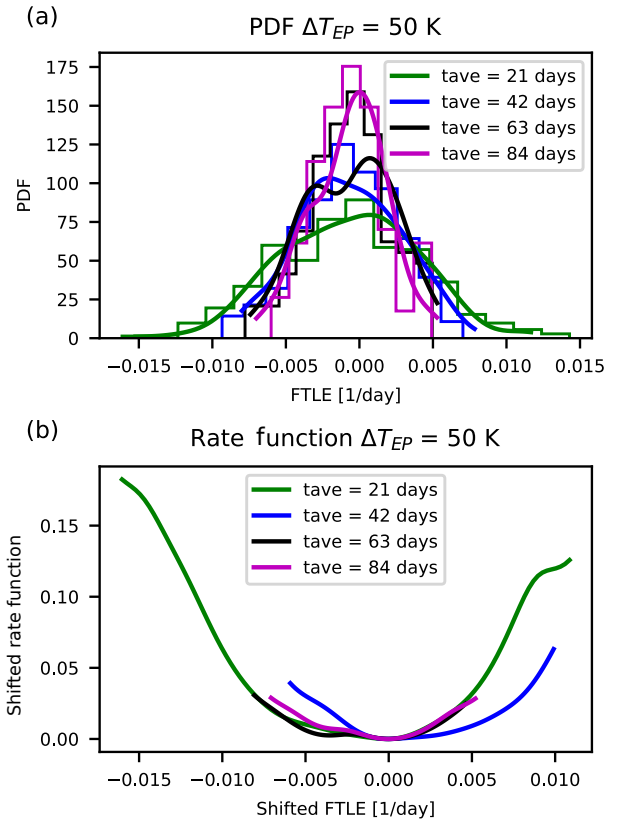 (a)
PDF ΔT_EP = 50 K
PDF
175
150
125
100
75
50
25
0
tave = 21 days
tave = 42 days
tave = 63 days
tave = 84 days
−0.015 −0.010 −0.005 0.000 0.005 0.010 0.015
FTLE [1/day]
(b)
Rate function ΔT_EP = 50 K
Shifted rate function
0.15
0.10
0.05
0.00
tave = 21 days
tave = 42 days
tave = 63 days
tave = 84 days
−0.015 −0.010 −0.005 0.000 0.005 0.010
Shifted FTLE [1/day]